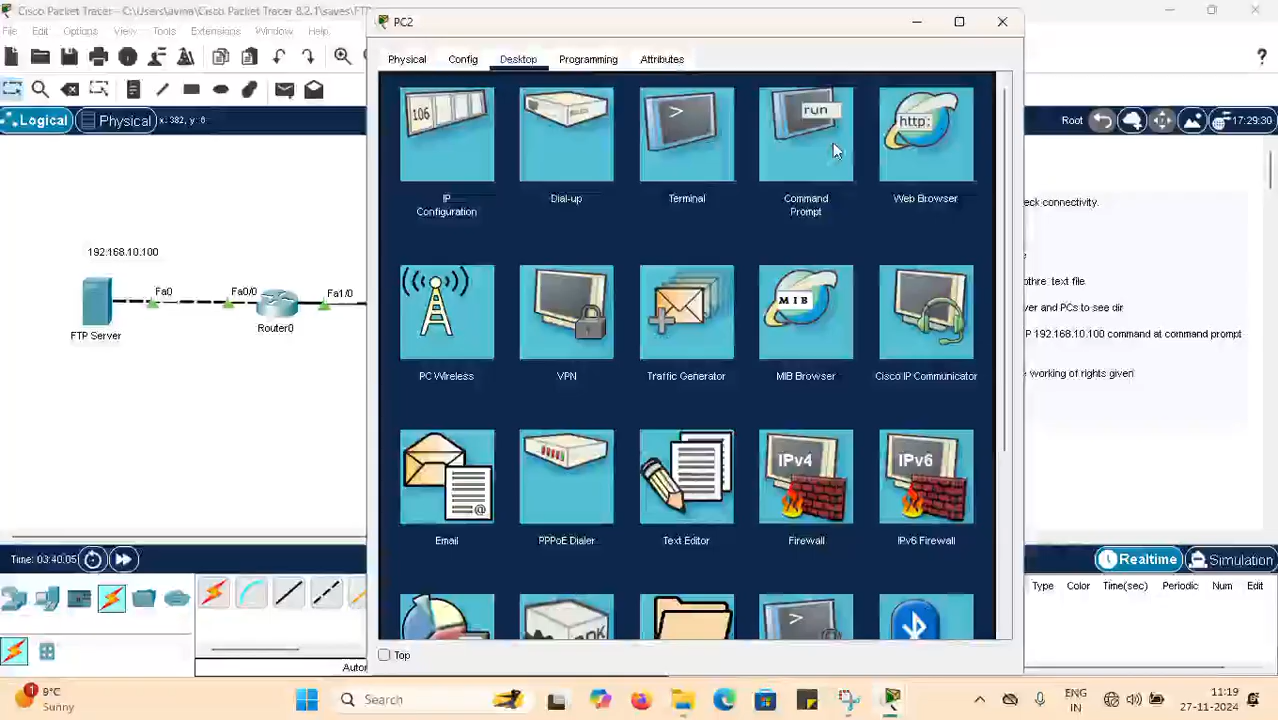 Cisco Packet Tracer - C:\Users\avma\Cisco Packet Tracer 8.2.1\saves\FT
PC2
File Edit Options View Tools Extensions Window Help
?
Physical Config Desktop Programming Attributes
Logical Physical x: 382, y: 6
Root 17:29:30
106
>
run
http:
IP Configuration
Dial-up
Terminal
Command Prompt
Web Browser
eck connectivity.
192.168.10.100
Fa0 Fa0/0 Fa1/0
FTP Server
Router0
othre text file
ver and PCs to see dir
P 192.168.10.100 command at command prompt
e working of rights given
MIB
PC Wireless
VPN
Traffic Generator
MIB Browser
Cisco IP Communicator
@
IPv4
IPv6
Email
PPPoE Dialer
Text Editor
Firewall
IPv6 Firewall
>
@
Time: 03:40:05
Realtime Simulation
Type Color Time(sec) Periodic Num Edit
Top
Autor
1
9°C
Sunny
Search
ENG
IN
11:19
27-11-2024